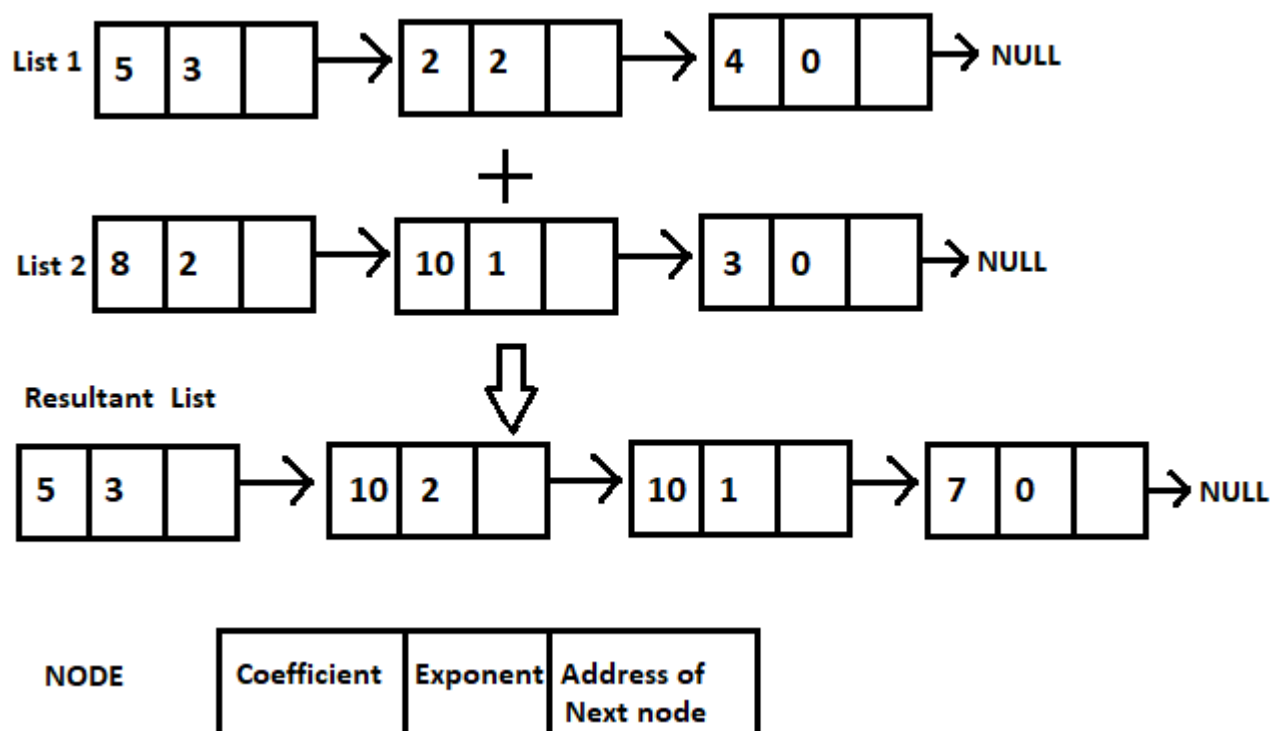 List 1 5 3 2 2 4 0 NULL
+
List 2 8 2 10 1 3 0 NULL
Resultant List
5 3 10 2 10 1 7 0 NULL
NODE Coefficient Exponent Address of
Next node